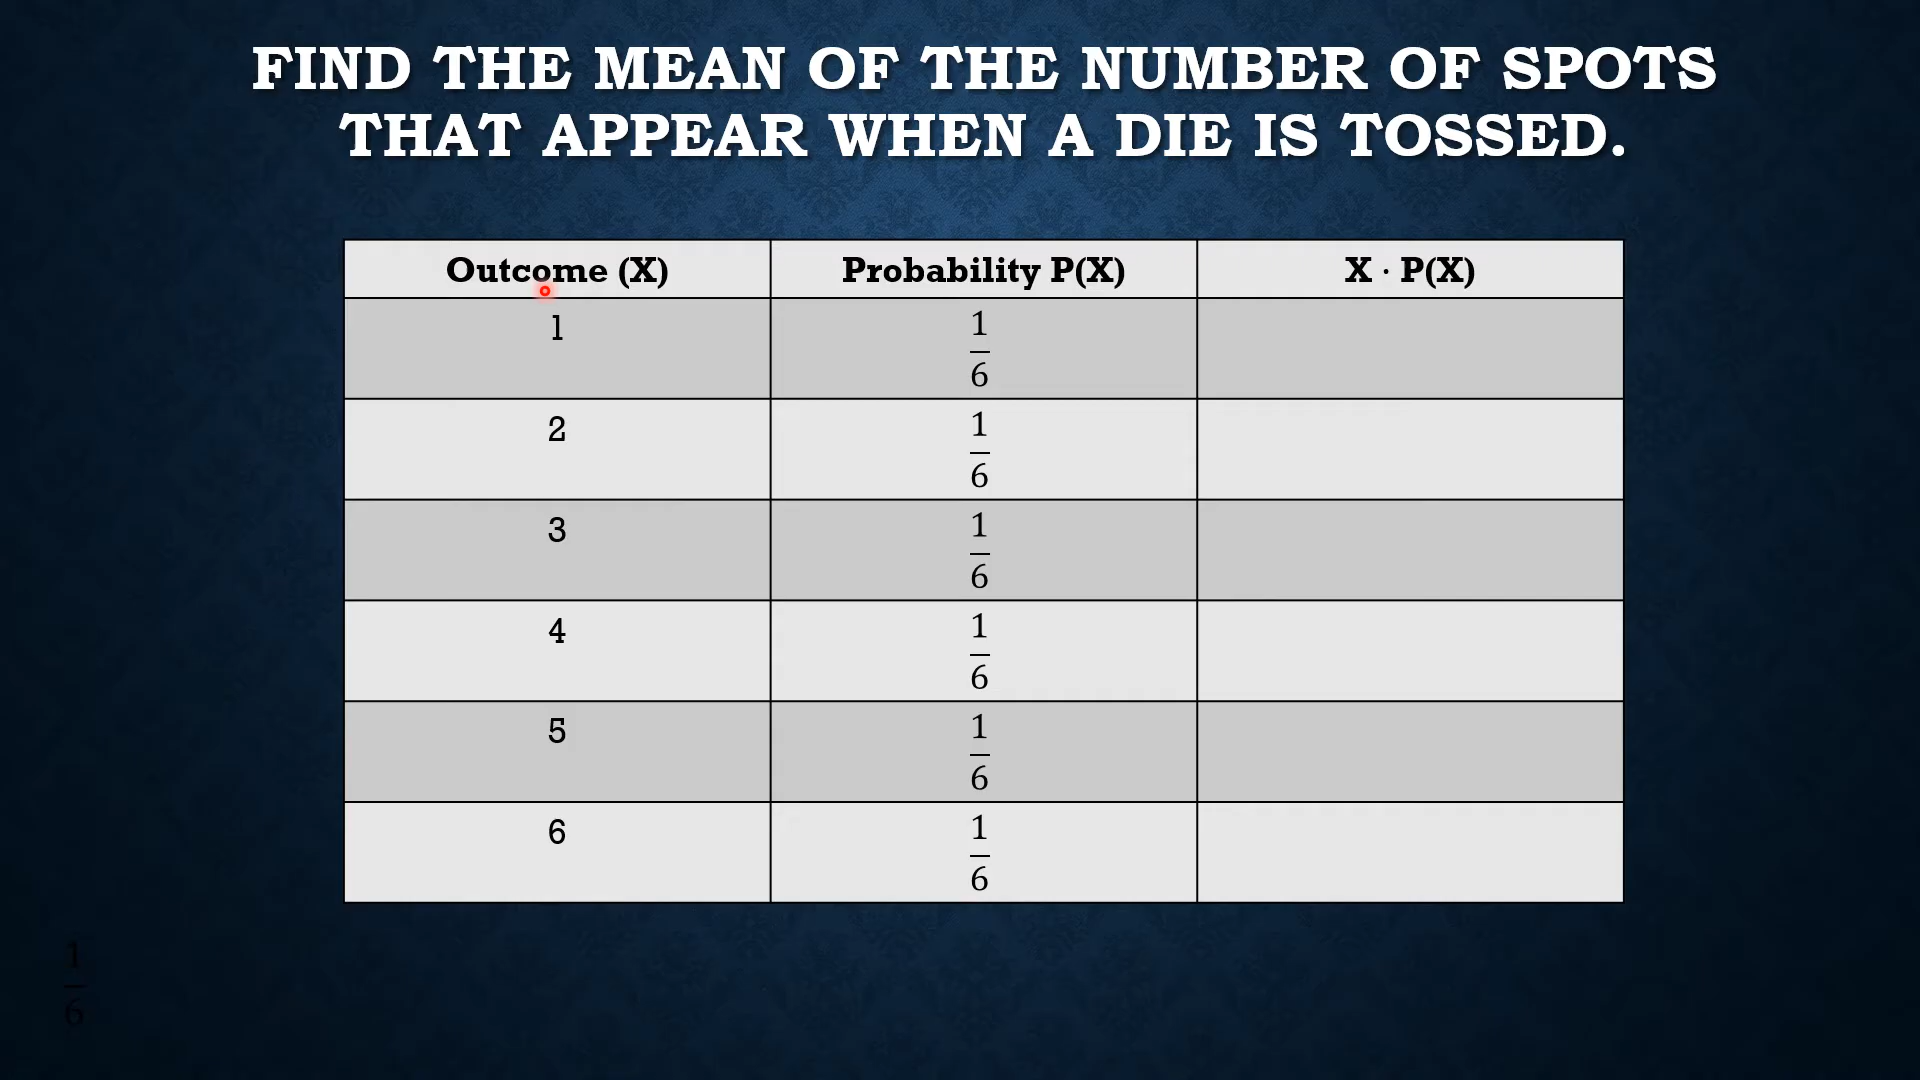 FIND THE MEAN OF THE NUMBER OF SPOTS
THAT APPEAR WHEN A DIE IS TOSSED.
Outcome (X) Probability P(X) X · P(X)
1 1/6
2 1/6
3 1/6
4 1/6
5 1/6
6 1/6
1/6